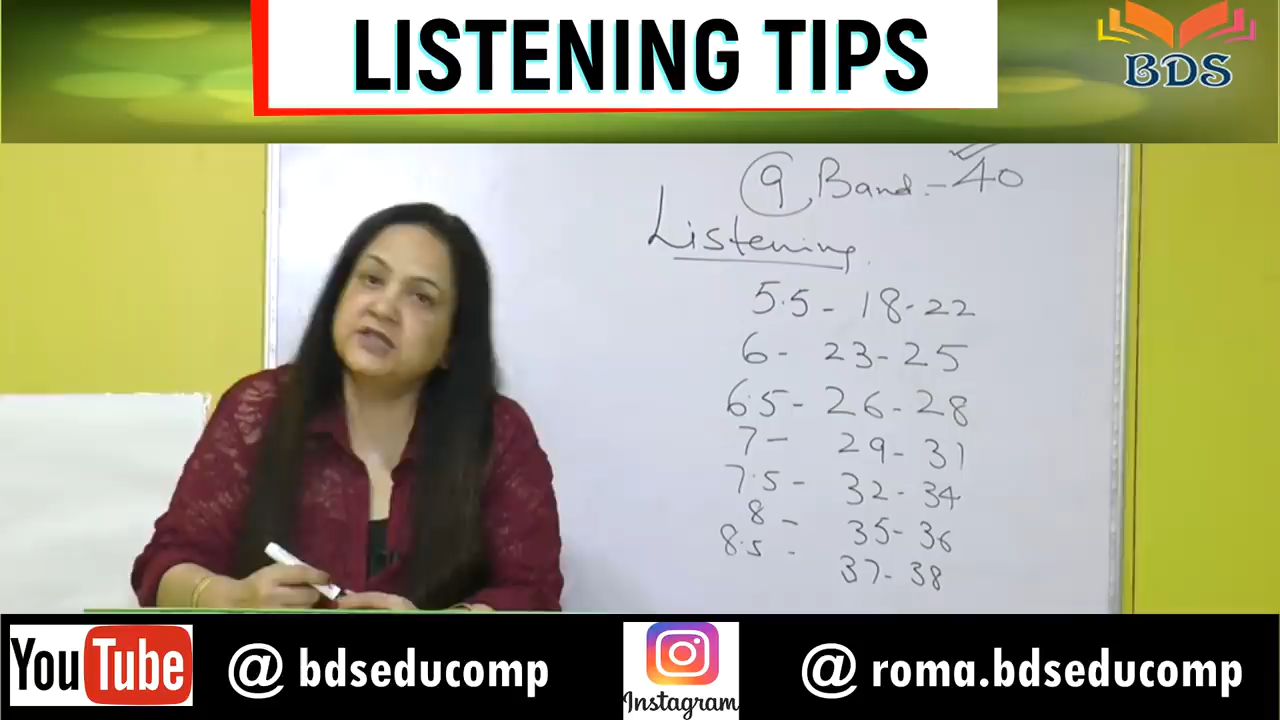 LISTENING TIPS
BDS
9 Band - 40
Listening
5.5 - 18-22
6 - 23-25
6.5 - 26-28
7 - 29-31
7.5 - 32-34
8 - 35-36
8.5 - 37-38
YouTube @bdseducomp
Instagram @roma.bdseducomp